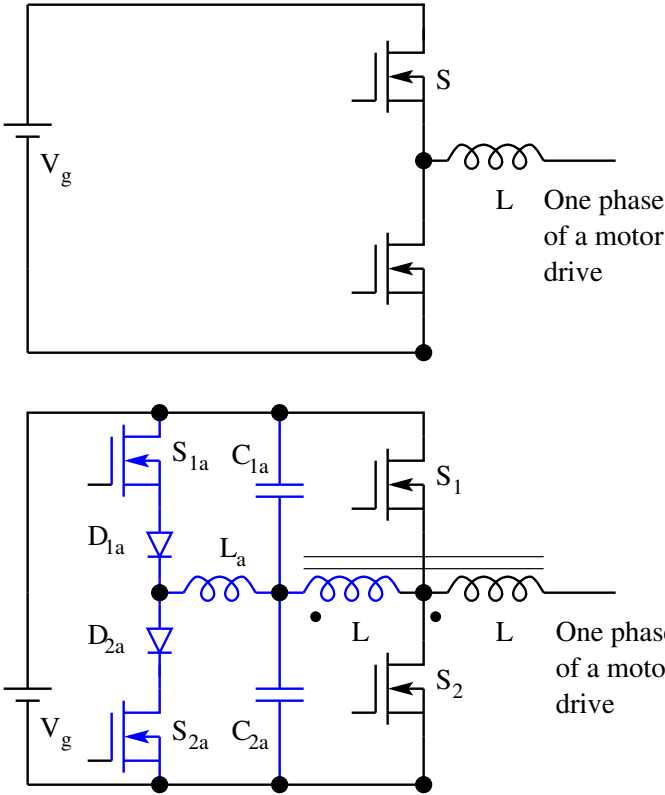 S
V_g
L One phase
of a motor
drive
S_1a C_1a
S_1
D_1a
L_a
D_2a
L L
One phase
of a moto
S_2
drive
V_g
S_2a C_2a